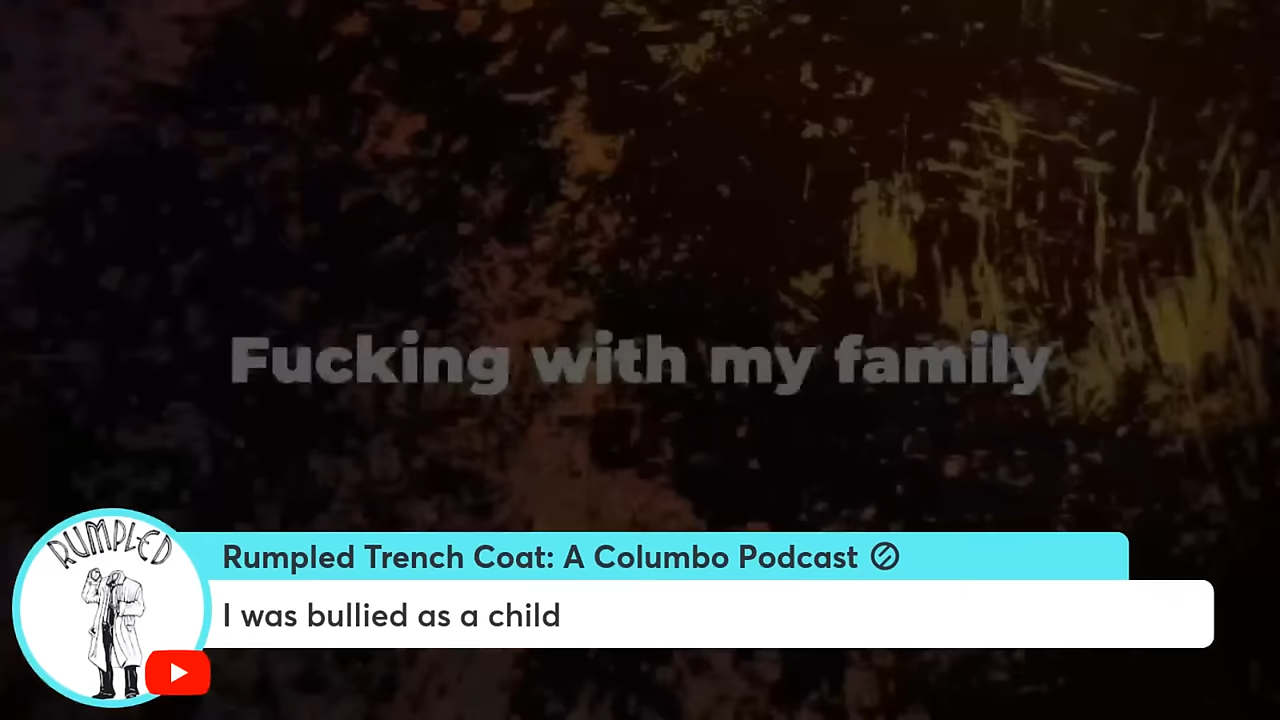 Fucking with my family
RUMPLED
Rumpled Trench Coat: A Columbo Podcast
I was bullied as a child